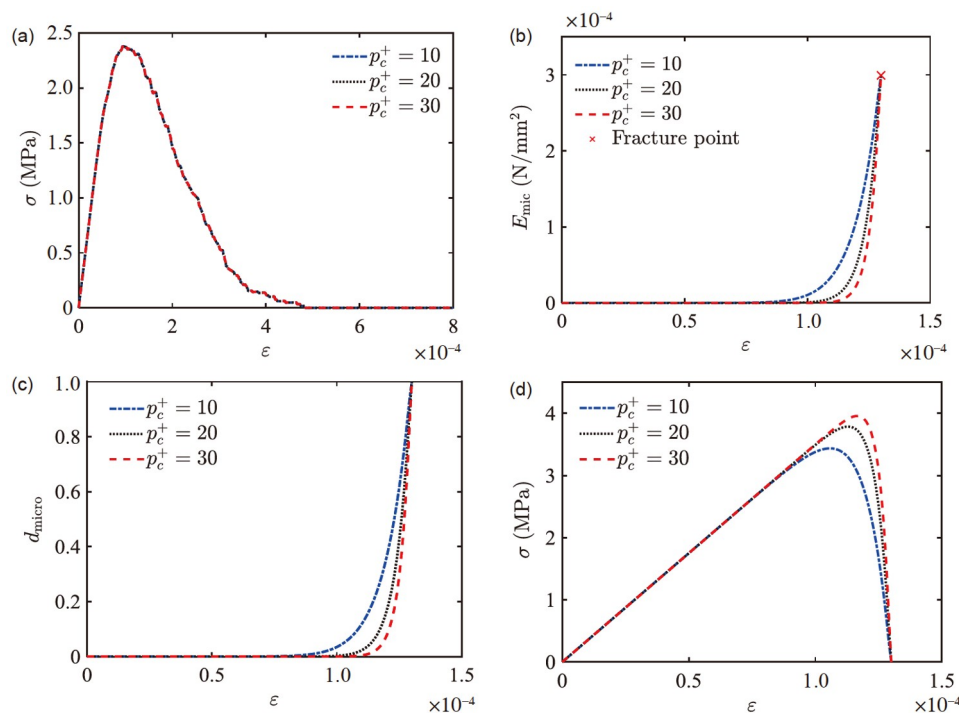 (a)
2.5
2.0
1.5
1.0
0.5
0
σ (MPa)
p_c^+ = 10
p_c^+ = 20
p_c^+ = 30
0 2 4 6 8
ε
×10⁻⁴
(b)
×10⁻⁴
3
2
1
0
E_mic (N/mm²)
p_c^+ = 10
p_c^+ = 20
p_c^+ = 30
Fracture point
0 0.5 1.0 1.5
ε
×10⁻⁴
(c)
1.0
0.8
0.6
0.4
0.2
0
d_micro
p_c^+ = 10
p_c^+ = 20
p_c^+ = 30
0 0.5 1.0 1.5
ε
×10⁻⁴
(d)
4
3
2
1
0
σ (MPa)
p_c^+ = 10
p_c^+ = 20
p_c^+ = 30
0 0.5 1.0 1.5
ε
×10⁻⁴